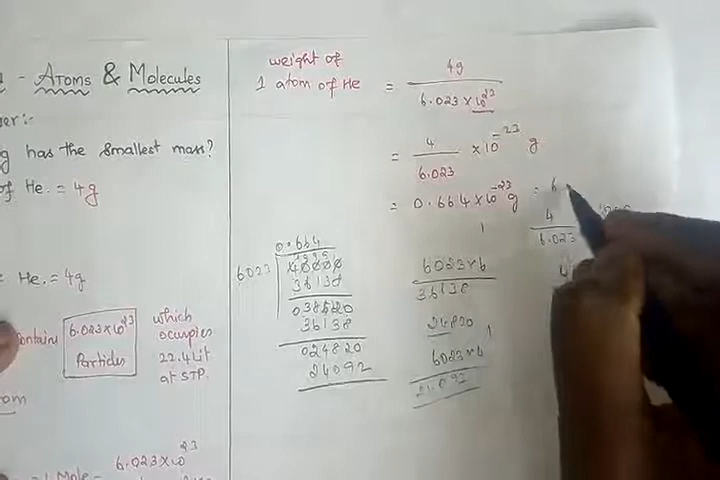 - Atoms & Molecules
has the smallest mass?
of He. = 4g
= He. = 4g
contain
6.023×10²³
Particles
which
occupies
22.4 lit
at STP.
6.023×10²³
weight of
1 atom of He = 4g
6.023 × 10²³
= 4 × 10⁻²³ g
6.023
= 0.664 × 10⁻²³ g = 6
4
6.023
0.664
6023
36138
36138
024820
24092
6023×6
36138
24820
6023×4
24092